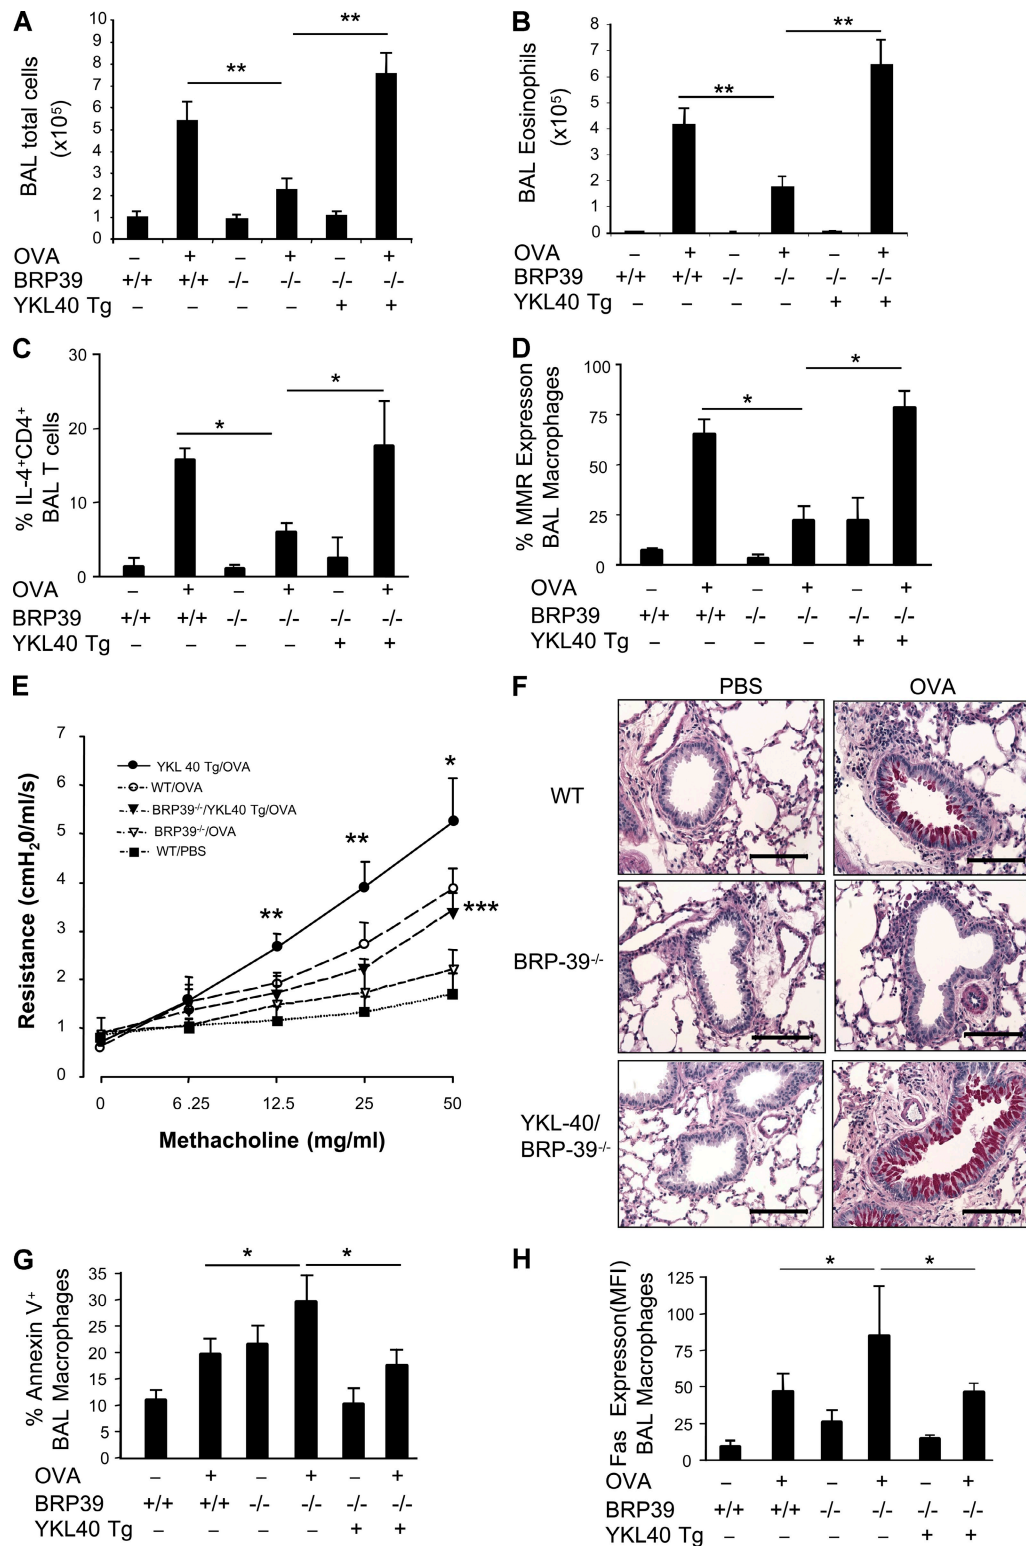 A
BAL total cells
(x10⁵)
10
9
8
7
6
5
4
3
2
1
0
** **
OVA – + – + – +
BRP39 +/+ +/+ -/- -/- -/- -/-
YKL40 Tg – – – – + +
B
BAL Eosinophils
(x10⁵)
8
7
6
5
4
3
2
1
0
** **
OVA – + – + – +
BRP39 +/+ +/+ -/- -/- -/- -/-
YKL40 Tg – – – – + +
C
% IL-4⁺CD4⁺
BAL T cells
30
20
10
0
* *
OVA – + – + – +
BRP39 +/+ +/+ -/- -/- -/- -/-
YKL40 Tg – – – – + +
D
% MMR Expresson
BAL Macrophages
100
75
50
25
0
* *
OVA – + – + – +
BRP39 +/+ +/+ -/- -/- -/- -/-
YKL40 Tg – – – – + +
E
Resistance (cmH₂0/ml/s)
7
6
5
4
3
2
1
0
YKL 40 Tg/OVA
WT/OVA
BRP39⁻/⁻/YKL40 Tg/OVA
BRP39⁻/⁻/OVA
WT/PBS
** ** * ***
0 6 .25 12.5 25 50
Methacholine (mg/ml)
F
PBS OVA
WT
BRP-39⁻/⁻
YKL-40/
BRP-39⁻/⁻
G
% Annexin V⁺
BAL Macrophages
35
30
25
20
15
10
5
0
* *
OVA – + – + – +
BRP39 +/+ +/+ -/- -/- -/- -/-
YKL40 Tg – – – – + +
H
Fas Expresson(MFI)
BAL Macrophages
125
100
75
50
25
0
* *
OVA – + – + – +
BRP39 +/+ +/+ -/- -/- -/- -/-
YKL40 Tg – – – – + +